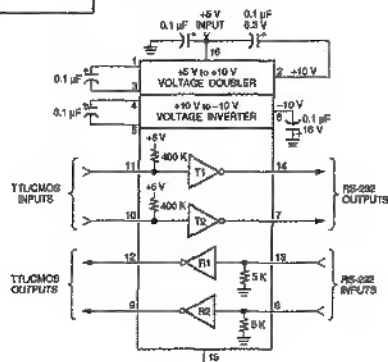 0.1 µF
+5 V
INPUT
0.1 µF
6.3 V
16
1
+5 V to +10 V
VOLTAGE DOUBLER
2
+10 V
0.1 µF
3
4
+10 V to −10 V
VOLTAGE INVERTER
−10 V
6
0.1 µF
16 V
0.1 µF
5
+5 V
400 K
11
T1
14
TTL/CMOS
INPUTS
+5 V
400 K
RS-232
OUTPUTS
10
T2
7
12
R1
13
TTL/CMOS
OUTPUTS
5 K
RS-232
INPUTS
9
R2
8
5 K
15